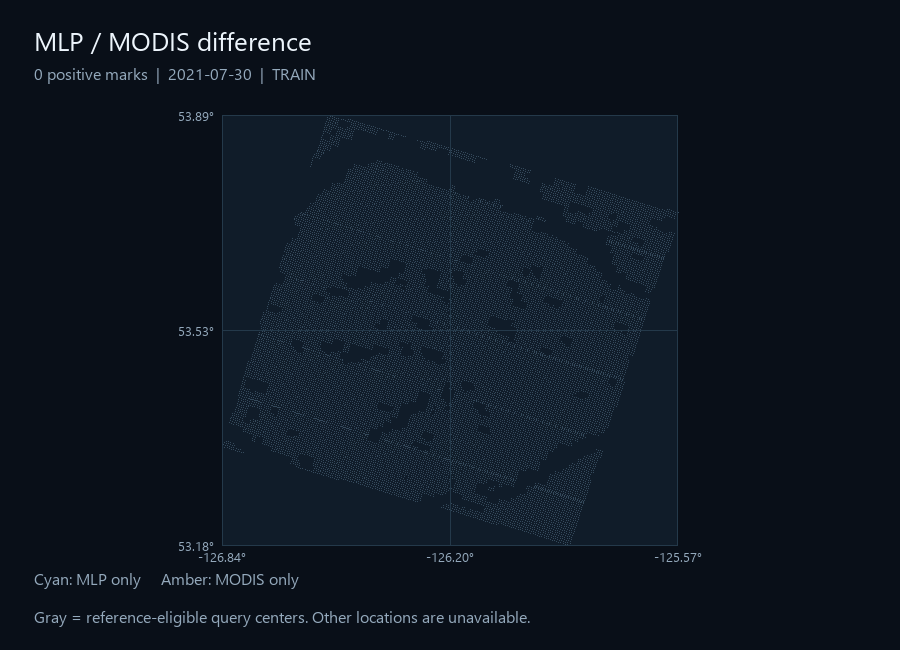 MLP / MODIS difference
0 positive marks | 2021-07-30 | TRAIN
53.89°
53.53°
53.18°
-126.84° -126.20° -125.57°
Cyan: MLP only Amber: MODIS only
Gray = reference-eligible query centers. Other locations are unavailable.